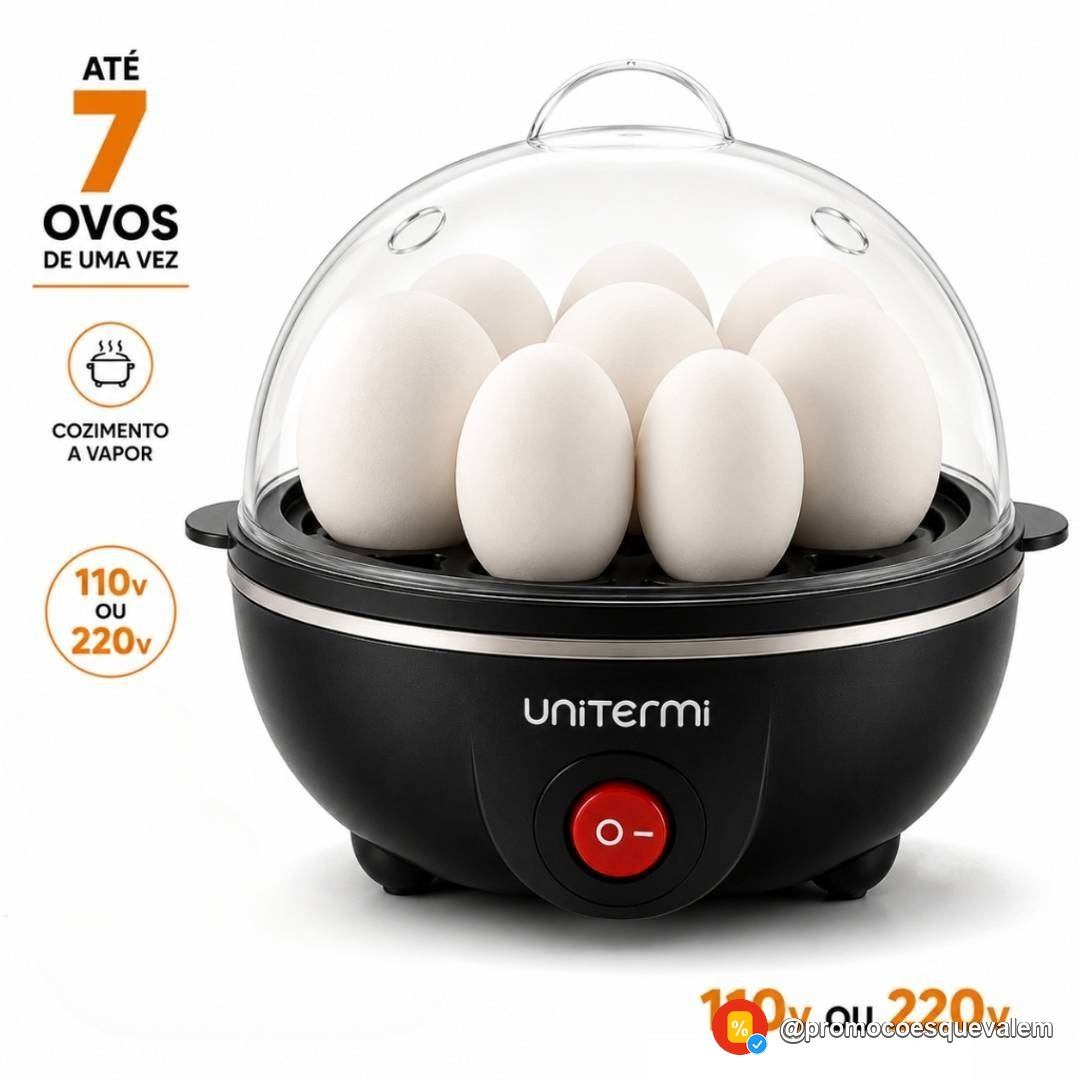 ATÉ
7
OVOS
DE UMA VEZ
COZIMENTO
A VAPOR
110v
OU
220v
UNITERMI
O –
110v ou 220v
%
@promocoesquevalem